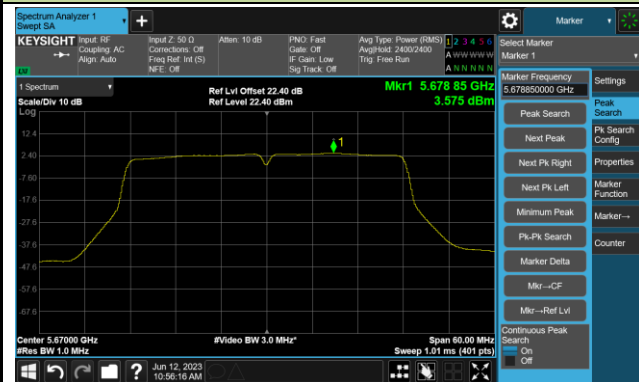 Spectrum Analyzer 1
Swept SA
Marker
KEYSIGHT
Input: RF
Coupling: AC
Align: Auto
Input Z: 50 Ω
Corrections: Off
Freq Ref: Int (S)
NFE: Off
Atten: 10 dB
PNO: Fast
Gate: Off
IF Gain: Low
Sig Track: Off
Avg Type: Power (RMS)
Avg|Hold: 2400/2400
Trig: Free Run
1 2 3 4 5 6
A W W W W W
A N N N N N
LXI
Select Marker
Marker 1
1 Spectrum
Scale/Div 10 dB
Log
Ref Lvl Offset 22.40 dB
Ref Level 22.40 dBm
Mkr1 5.678 85 GHz
3.575 dBm
12.4
2.40
-7.60
-17.6
-27.6
-37.6
-47.6
-57.6
-67.6
1
Center 5.67000 GHz
#Res BW 1.0 MHz
#Video BW 3.0 MHz*
Span 60.00 MHz
Sweep 1.01 ms (401 pts)
Marker Frequency
5.678850000 GHz
Peak Search
Next Peak
Next Pk Right
Next Pk Left
Minimum Peak
Pk-Pk Search
Marker Delta
Mkr→CF
Mkr→Ref Lvl
Continuous Peak
Search
On
Off
Settings
Peak
Search
Pk Search
Config
Properties
Marker
Function
Marker→
Counter
Jun 12, 2023
10:56:16 AM